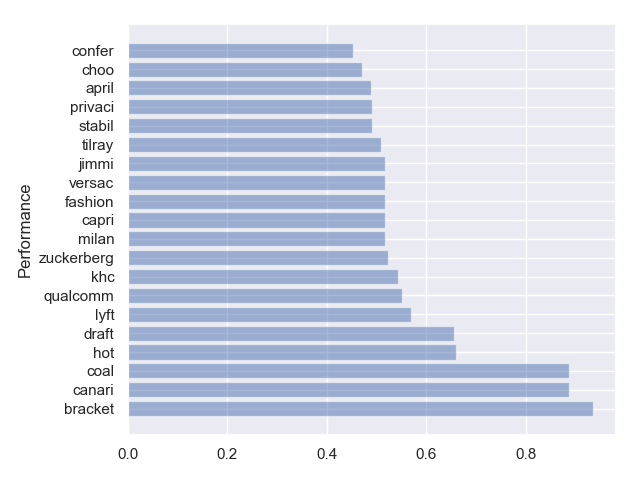 confer
choo
april
privaci
stabil
tilray
jimmi
versac
fashion
capri
milan
zuckerberg
khc
qualcomm
lyft
draft
hot
coal
canari
bracket
Performance
0.0 0.2 0.4 0.6 0.8